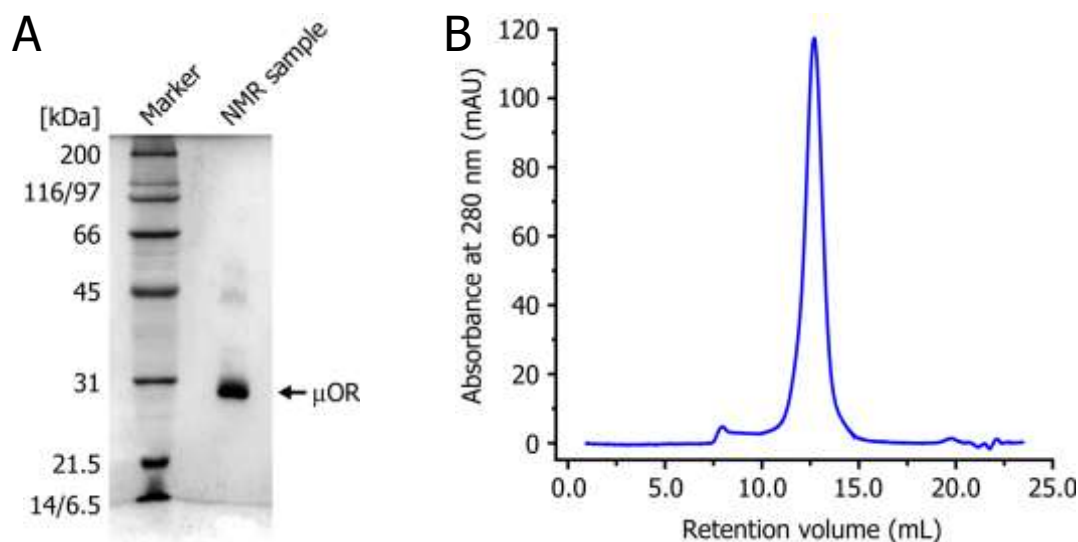 A
Marker
NMR sample
[kDa]
200
116/97
66
45
31
21.5
14/6.5
μOR
B
Absorbance at 280 nm (mAU)
120
100
80
60
40
20
0
0.0 5.0 10.0 15.0 20.0 25.0
Retention volume (mL)